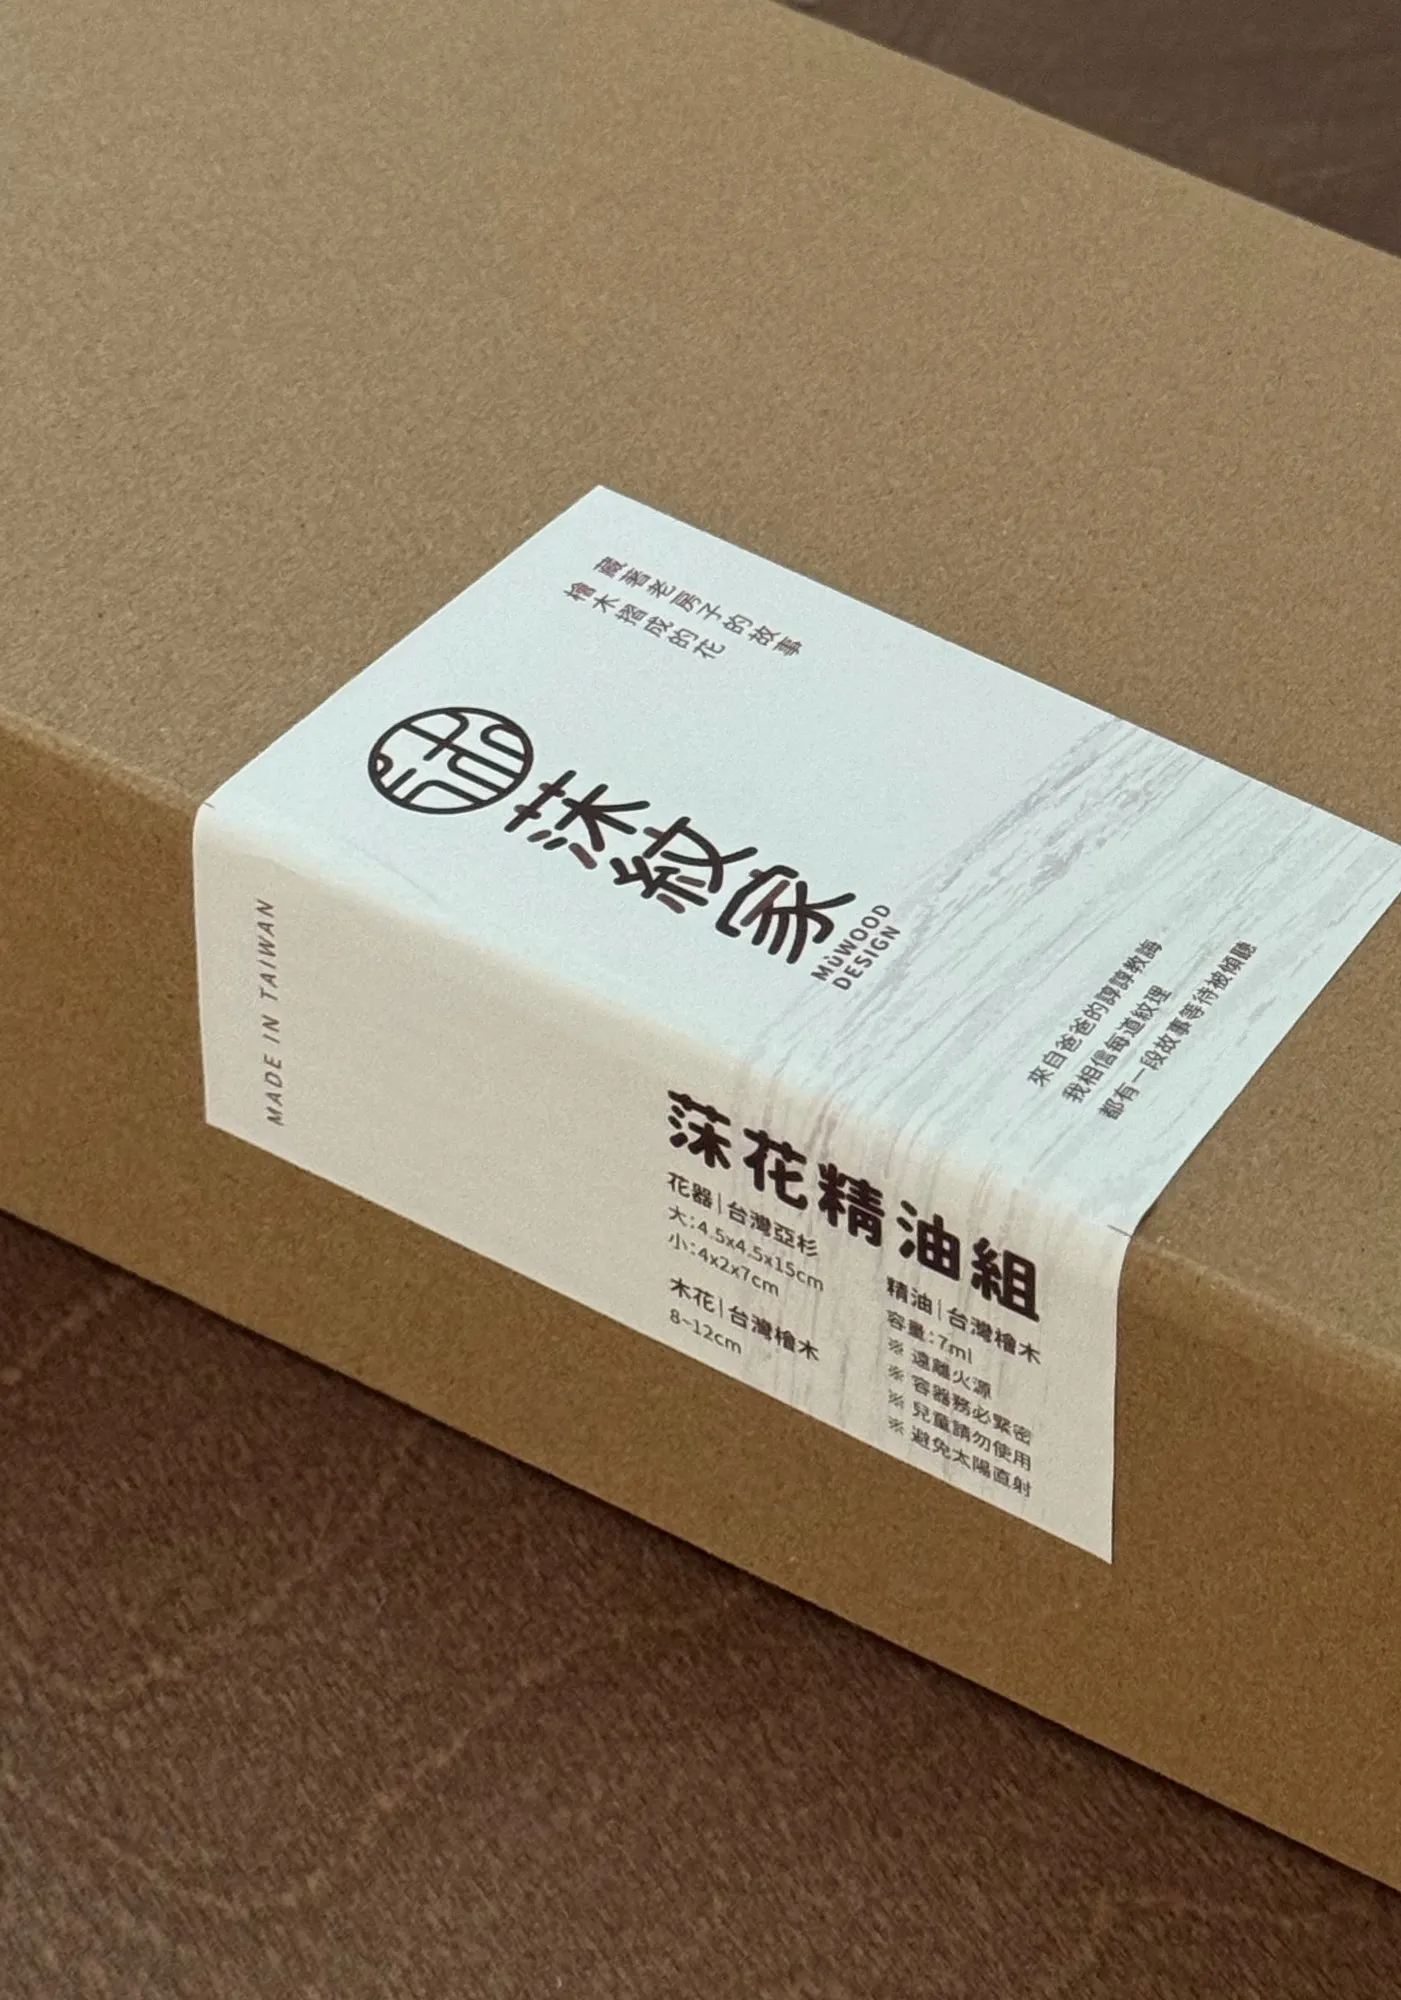 藏著老房子的故事
檜木摺成的花
莯紋家
MùWOOD
DESIGN
來自爸爸的諄諄教誨
我相信每道紋理
都有一段故事等待被傾聽
MADE IN TAIWAN
莯花精油組
花器|台灣亞杉
大:4.5x4.5x15cm
小:4x2x7cm
木花|台灣檜木
8-12cm
精油|台灣檜木
容量:7ml
※ 遠離火源
※ 容器務必緊密
※ 兒童請勿使用
※ 避免太陽直射